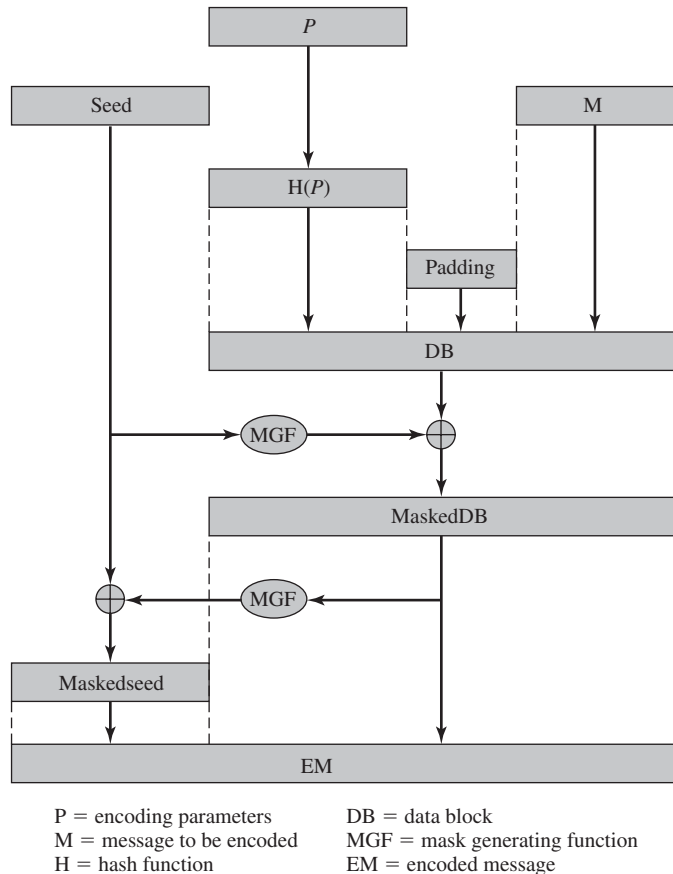 P
Seed
M
H(P)
Padding
DB
MGF
MaskedDB
MGF
Maskedseed
EM
P = encoding parameters
M = message to be encoded
H = hash function
DB = data block
MGF = mask generating function
EM = encoded message